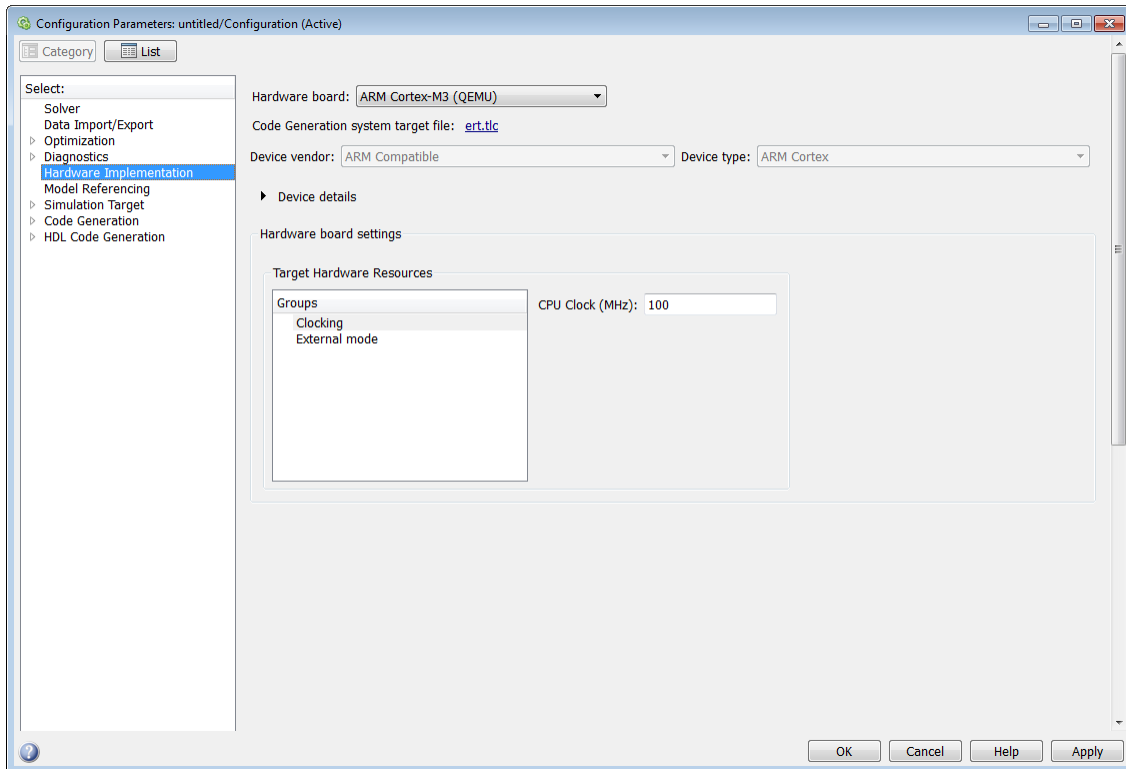 Configuration Parameters: untitled/Configuration (Active)
Category List
Select:
Solver
Data Import/Export
Optimization
Diagnostics
Hardware Implementation
Model Referencing
Simulation Target
Code Generation
HDL Code Generation
Hardware board: ARM Cortex-M3 (QEMU)
Code Generation system target file: ert.tlc
Device vendor: ARM Compatible Device type: ARM Cortex
Device details
Hardware board settings
Target Hardware Resources
Groups
Clocking
External mode
CPU Clock (MHz): 100
OK Cancel Help Apply